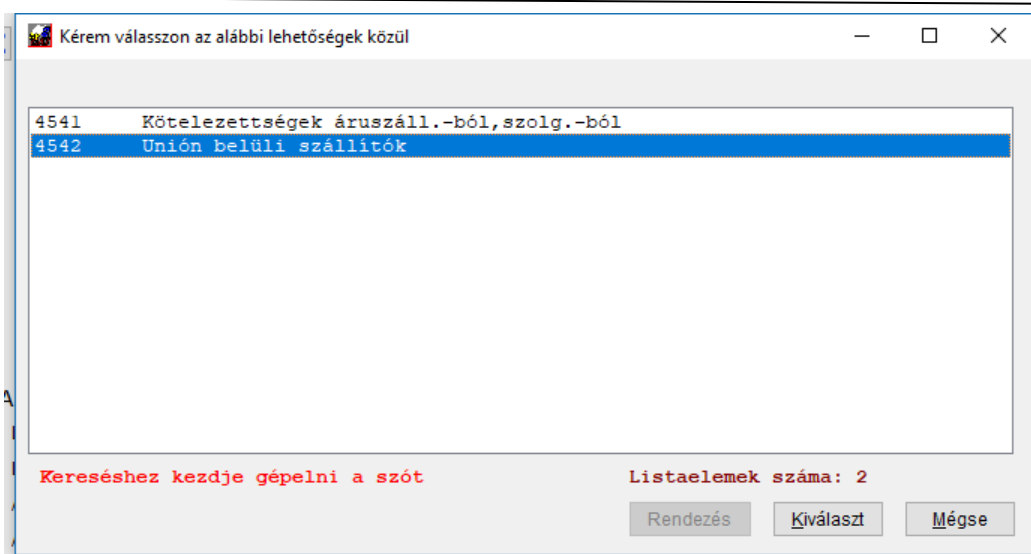 Kérem válasszon az alábbi lehetőségek közül
4541 Kötelezettségek áruszáll.-ból,szolg.-ból
4542 Unión belüli szállítók
Kereséshez kezdje gépelni a szót
Listaelemek száma: 2
Rendezés Kiválaszt Mégse